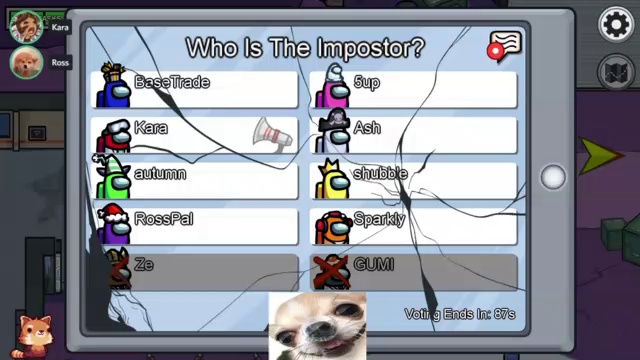 Kara
Ross
Who Is The Impostor?
BaseTrade
5up
Kara
Ash
autumn
shubble
RossPal
Sparkly
Ze
GUMI
Voting Ends In: 87s